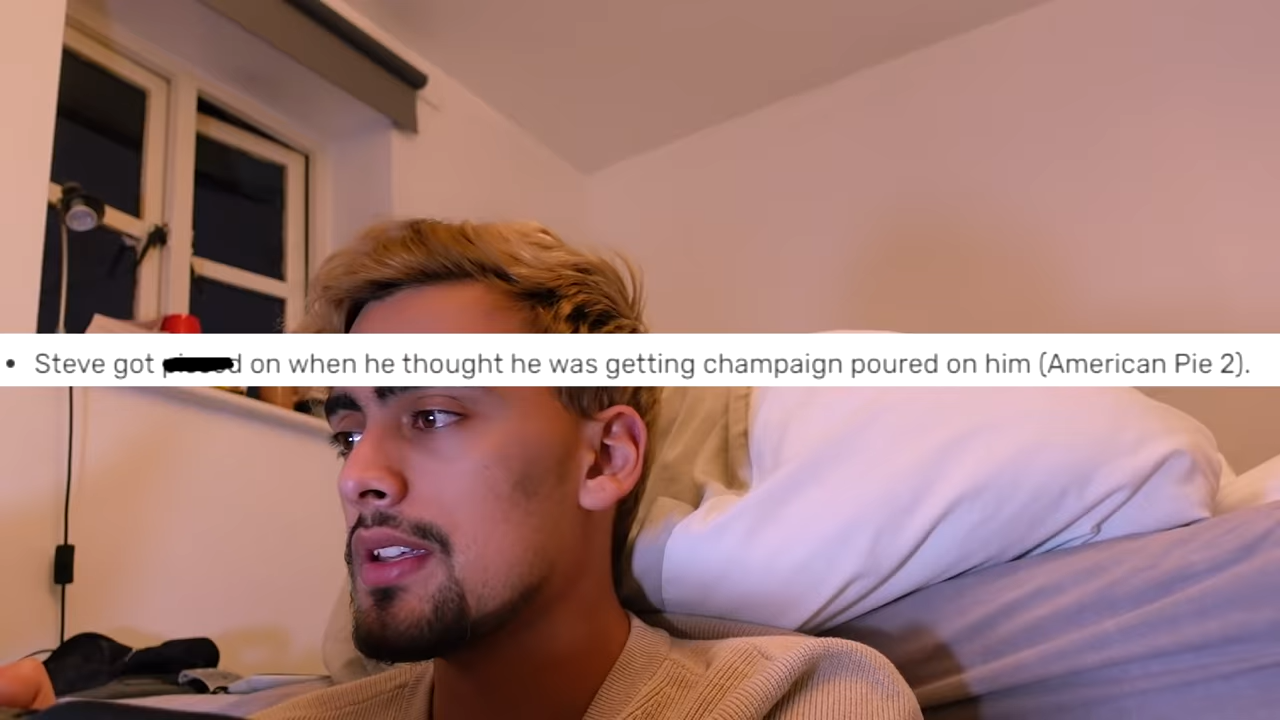 • Steve got on when he thought he was getting champaign poured on him (American Pie 2).